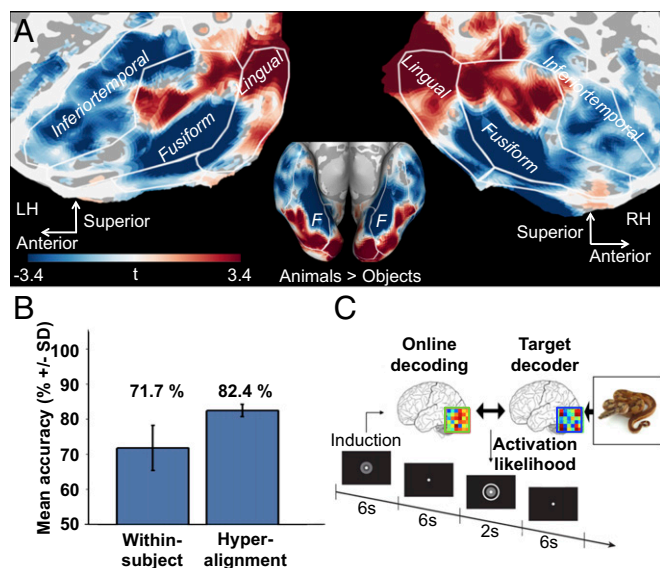 A
Inferiortemporal
Lingual
Fusiform
Lingual
Inferiortemporal
Fusiform
LH
Superior
Anterior
F
F
RH
Superior
Anterior
-3.4
t
3.4
Animals > Objects
B
Mean accuracy (% +/- SD)
100
90
80
70
60
50
71.7 %
82.4 %
Within-
subject
Hyper-
alignment
C
Online
decoding
Target
decoder
Induction
Activation
likelihood
6s
6s
2s
6s